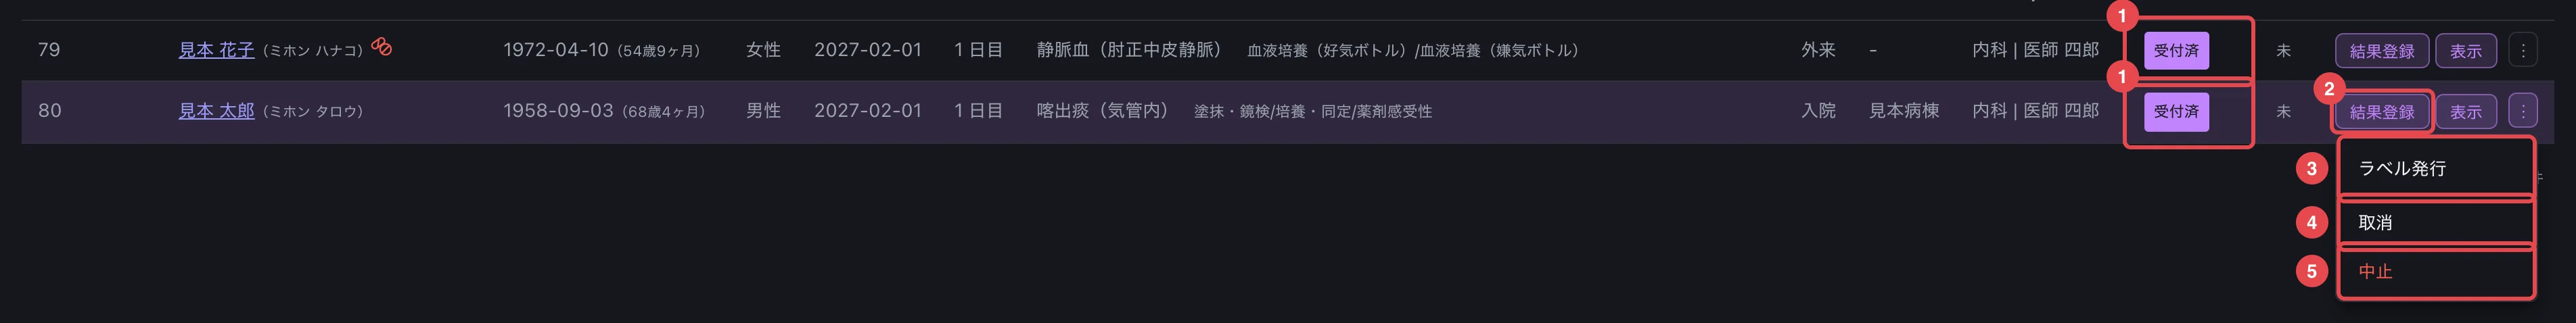 1
79 見本 花子（ミホン ハナコ） 1972-04-10（54歳9ヶ月） 女性 2027-02-01 1 日目 静脈血（肘正中皮静脈） 血液培養（好気ボトル）/血液培養（嫌気ボトル） 外来 - 内科 | 医師 四郎 受付済 未 結果登録 表示 ⋮
1 2
80 見本 太郎（ミホン タロウ） 1958-09-03（68歳4ヶ月） 男性 2027-02-01 1 日目 喀出痰（気管内） 塗抹・鏡検/培養・同定/薬剤感受性 入院 見本病棟 内科 | 医師 四郎 受付済 未 結果登録 表示 ⋮
3 ラベル発行
4 取消
5 中止